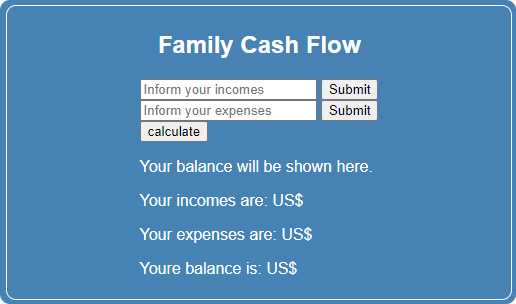 Family Cash Flow
Inform your incomes Submit
Inform your expenses Submit
calculate
Your balance will be shown here.
Your incomes are: US$
Your expenses are: US$
Youre balance is: US$